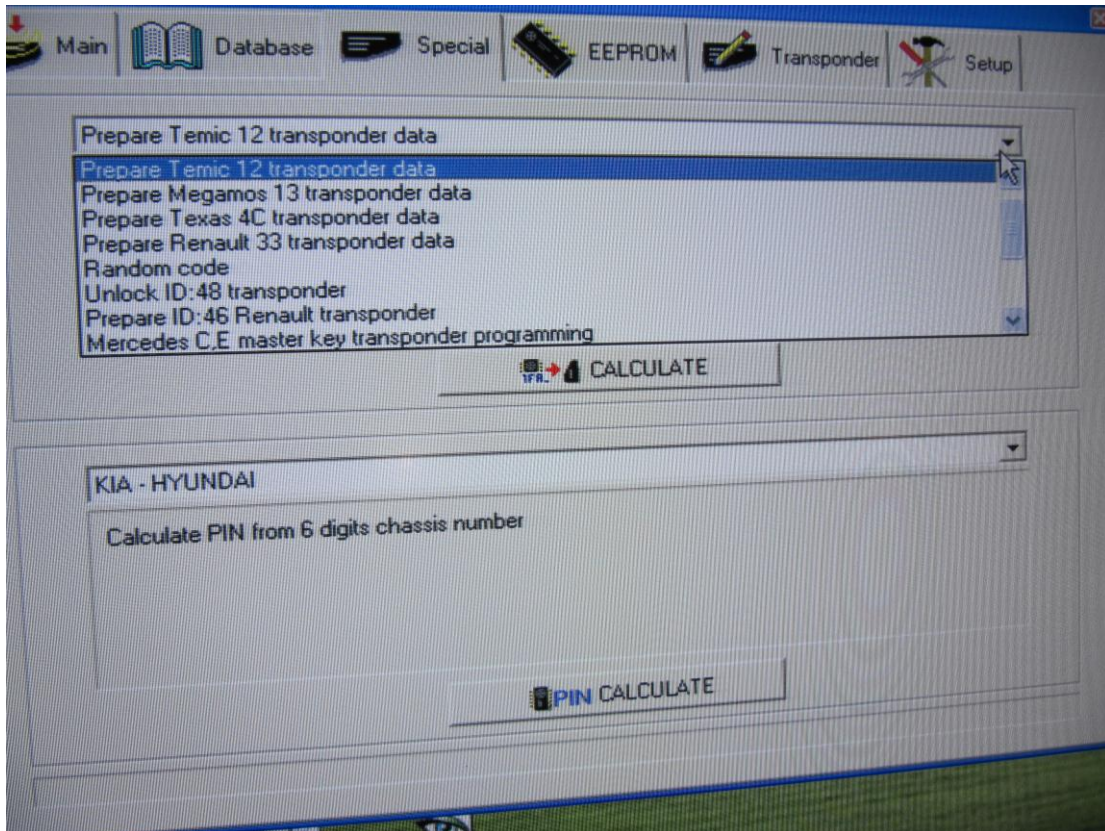 Main Database Special EEPROM Transponder Setup
Prepare Temic 12 transponder data
Prepare Temic 12 transponder data
Prepare Megamos 13 transponder data
Prepare Texas 4C transponder data
Prepare Renault 33 transponder data
Random code
Unlock ID:48 transponder
Prepare ID:46 Renault transponder
Mercedes C,E master key transponder programming
CALCULATE
KIA - HYUNDAI
Calculate PIN from 6 digits chassis number
PIN CALCULATE